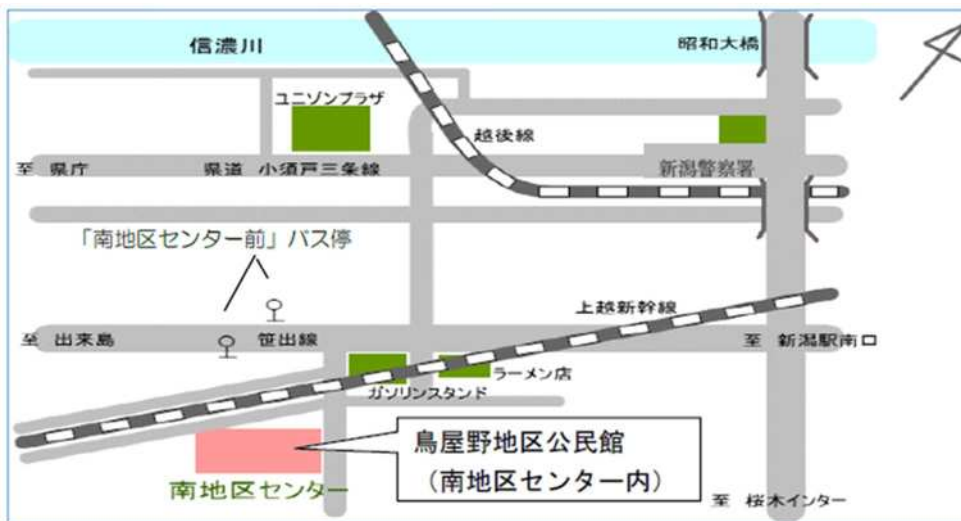 信濃川
昭和大橋
ユニゾンプラザ
越後線
至 県庁
県道 小須戸三条線
新潟警察署
「南地区センター前」バス停
上越新幹線
至 出来島
笹出線
至 新潟駅南口
ラーメン店
ガソリンスタンド
鳥屋野地区公民館
（南地区センター内）
南地区センター
至 桜木インター